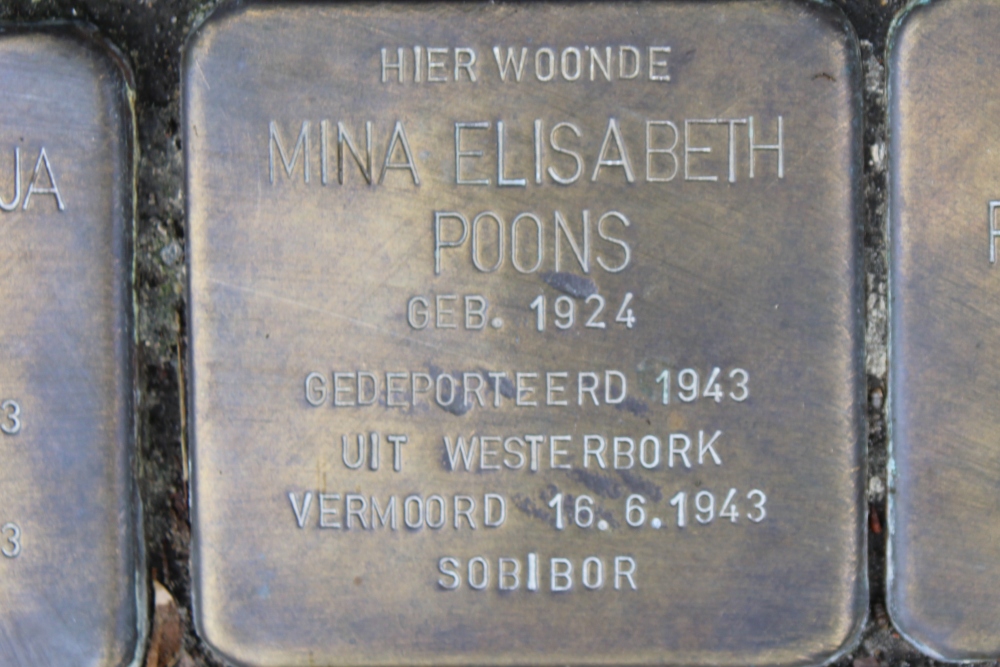 HIER WOONDE
MINA ELISABETH
POONS
GEB. 1924
GEDEPORTEERD 1943
UIT WESTERBORK
VERMOORD 16.6.1943
SOBIBOR